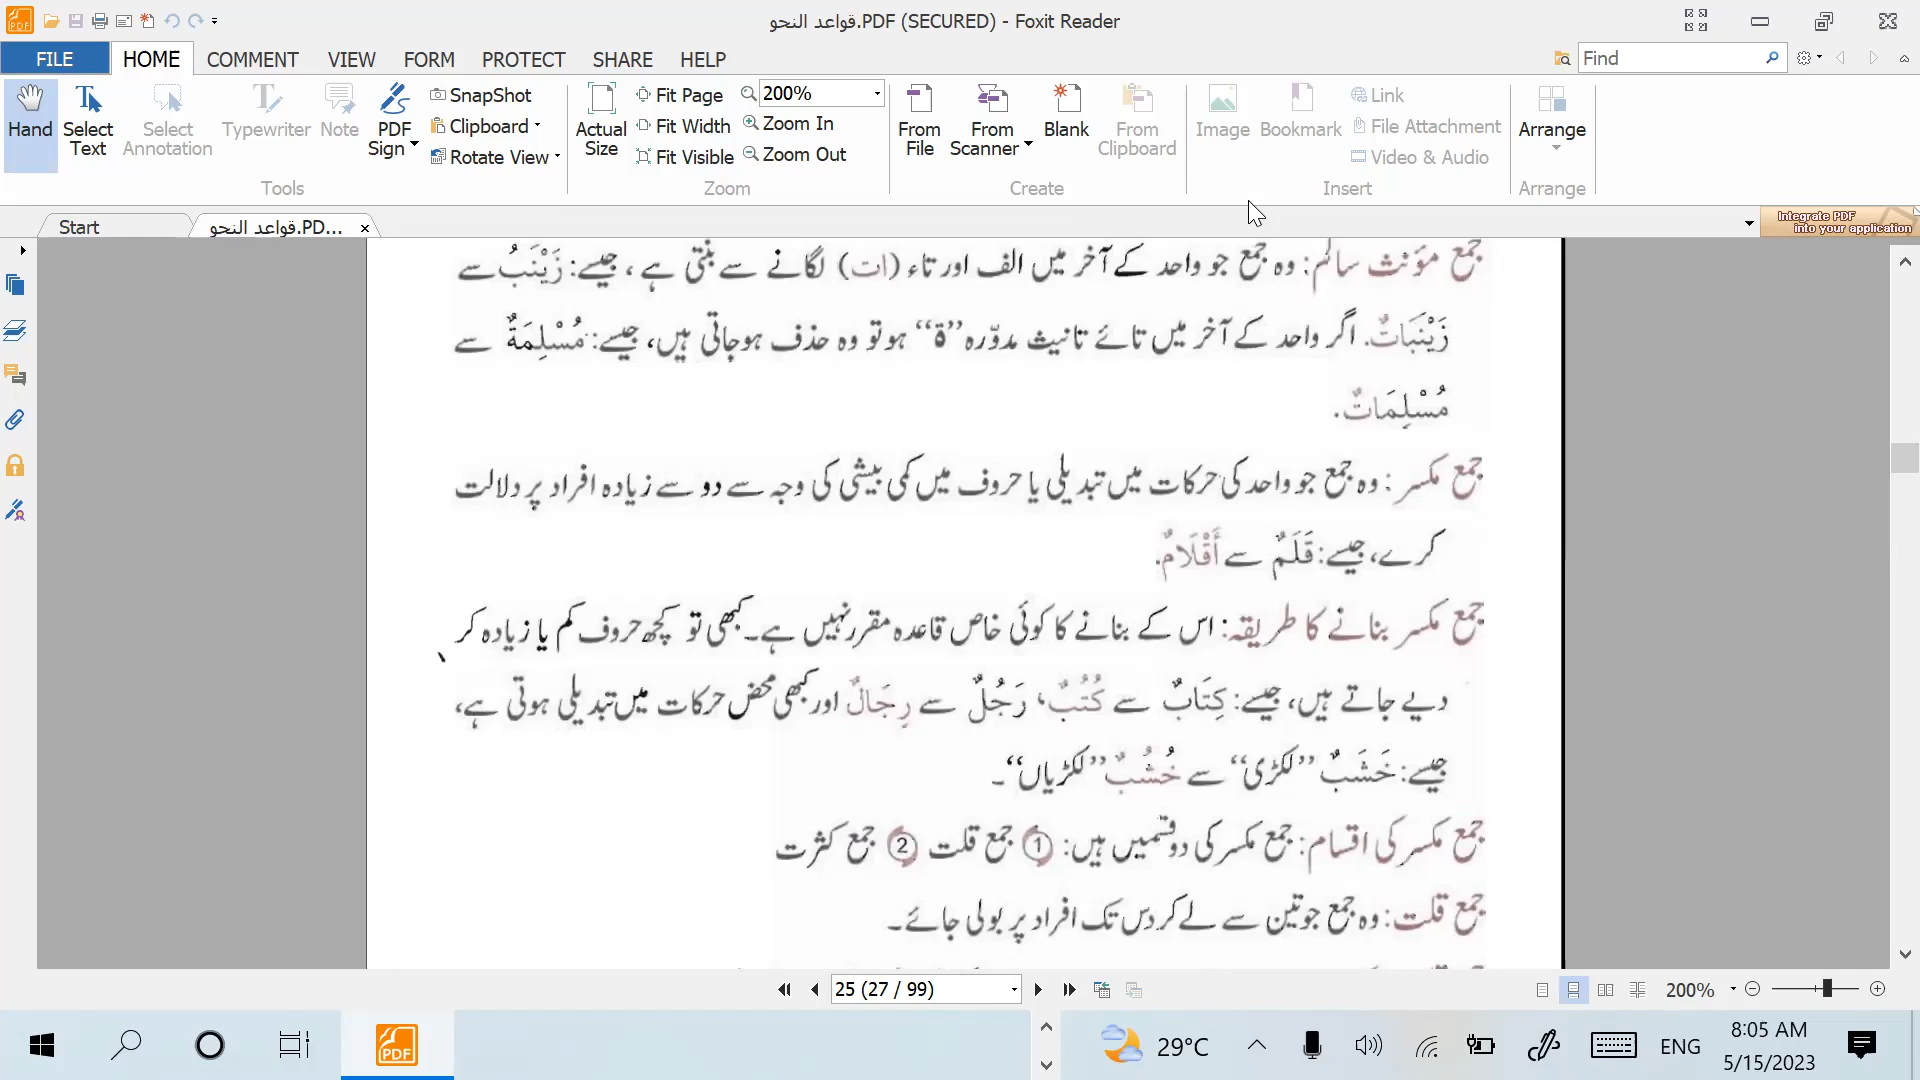 قواعد النحو.PDF (SECURED) - Foxit Reader
FILE HOME COMMENT VIEW FORM PROTECT SHARE HELP
Find
Hand
Select Text
Select Annotation
Typewriter
Note
PDF Sign
SnapShot
Clipboard
Rotate View
Tools
Actual Size
Fit Page
Fit Width
Fit Visible
200%
Zoom In
Zoom Out
Zoom
From File
From Scanner
Blank
From Clipboard
Create
Image
Bookmark
Link
File Attachment
Video & Audio
Insert
Arrange
Arrange
Start
قواعد النحو.PD...
Integrate PDF
into your application
جمع مؤنث سالم: وہ جمع جو واحد کے آخر میں الف اور تاء (ات) لگانے سے بنتی ہے، جیسے: زَیْنَبُ سے
زَیْنَبَاتٌ. اگر واحد کے آخر میں تائے تانیث مدوّرہ ’’ۃ‘‘ ہو تو وہ حذف ہوجاتی ہیں، جیسے: مُسْلِمَةٌ سے
مُسْلِمَاتٌ.
جمع مکسر: وہ جمع جو واحد کی حرکات میں تبدیلی یا حروف میں کمی بیشی کی وجہ سے دو سے زیادہ افراد پر دلالت
کرے، جیسے: قَلَمٌ سے أَقْلَامٌ.
جمع مکسر بنانے کا طریقہ: اس کے بنانے کا کوئی خاص قاعدہ مقرر نہیں ہے۔ کبھی تو کچھ حروف کم یا زیادہ کر
دیے جاتے ہیں، جیسے: کِتَابٌ سے کُتُبٌ، رَجُلٌ سے رِجَالٌ اور کبھی محض حرکات میں تبدیلی ہوتی ہے،
جیسے: خَشَبٌ ’’لکڑی‘‘ سے خُشُبٌ ’’لکڑیاں‘‘۔
جمع مکسر کی اقسام: جمع مکسر کی دو قسمیں ہیں: ① جمع قلت ② جمع کثرت
جمع قلت: وہ جمع جو تین سے لے کر دس تک افراد پر بولی جائے۔
25 (27 / 99)
200%
29°C
ENG
8:05 AM
5/15/2023